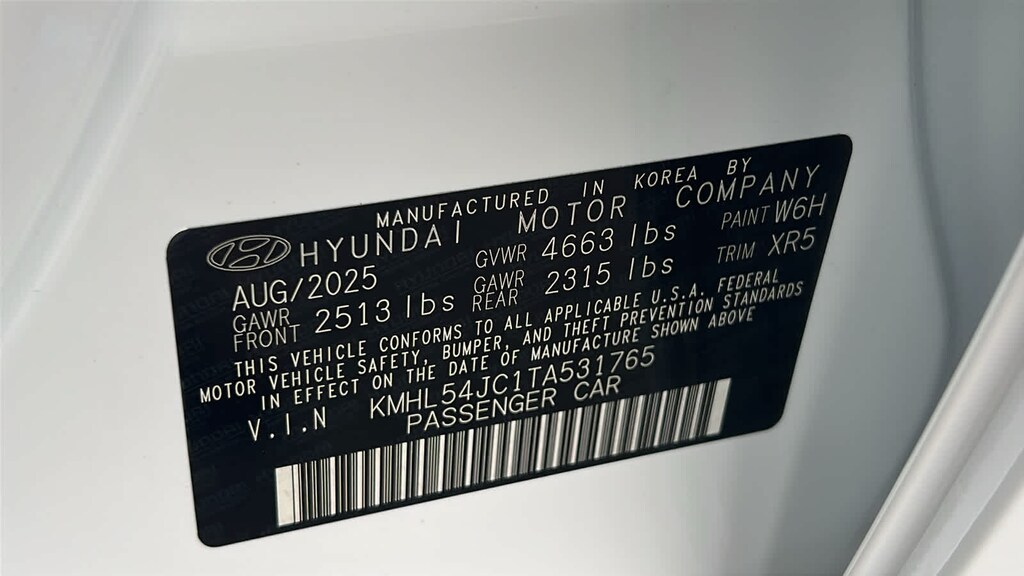 MANUFACTURED IN KOREA BY
HYUNDAI MOTOR COMPANY
AUG/2025 GVWR 4663 lbs PAINT W6H
GAWR FRONT 2513 lbs GAWR REAR 2315 lbs TRIM XR5
THIS VEHICLE CONFORMS TO ALL APPLICABLE U.S.A. FEDERAL
MOTOR VEHICLE SAFETY, BUMPER, AND THEFT PREVENTION STANDARDS
IN EFFECT ON THE DATE OF MANUFACTURE SHOWN ABOVE
V.I.N KMHL54JC1TA531765
PASSENGER CAR